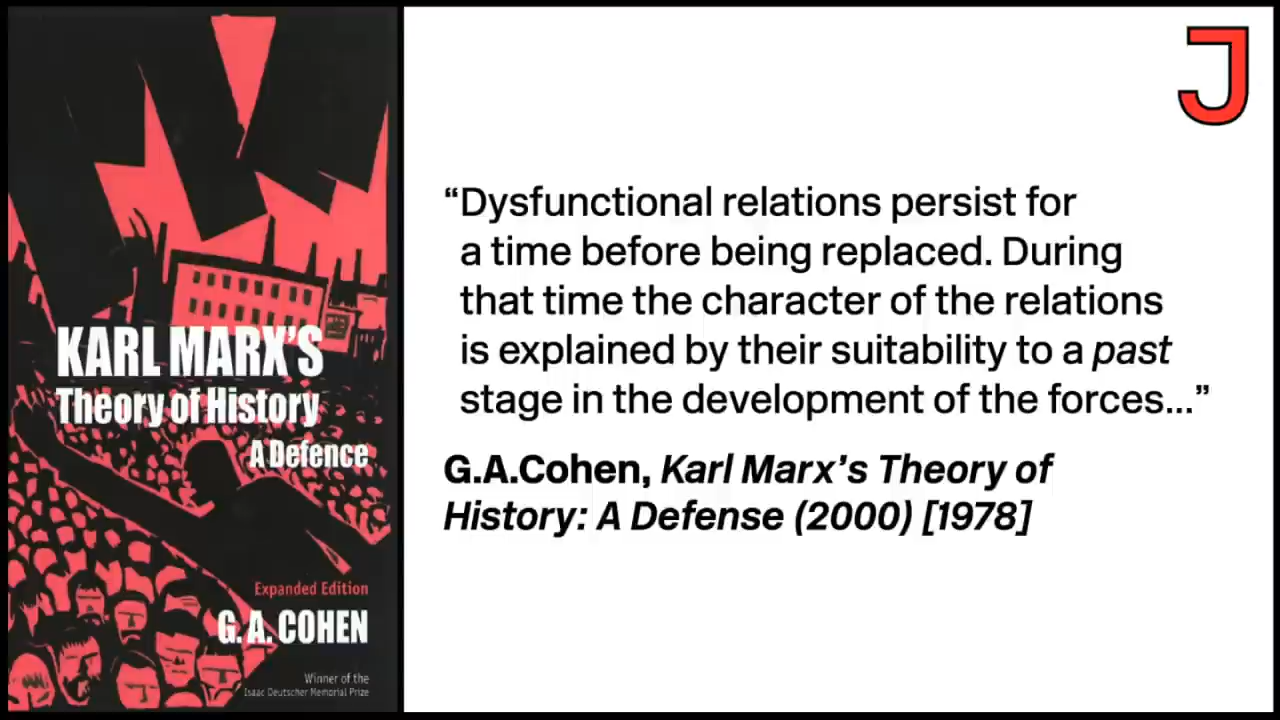 KARL MARX'S
Theory of History
A Defence
Expanded Edition
G. A. COHEN
Winner of the
Isaac Deutscher Memorial Prize
J
“Dysfunctional relations persist for
a time before being replaced. During
that time the character of the relations
is explained by their suitability to a past
stage in the development of the forces...”
G.A.Cohen, Karl Marx’s Theory of
History: A Defense (2000) [1978]